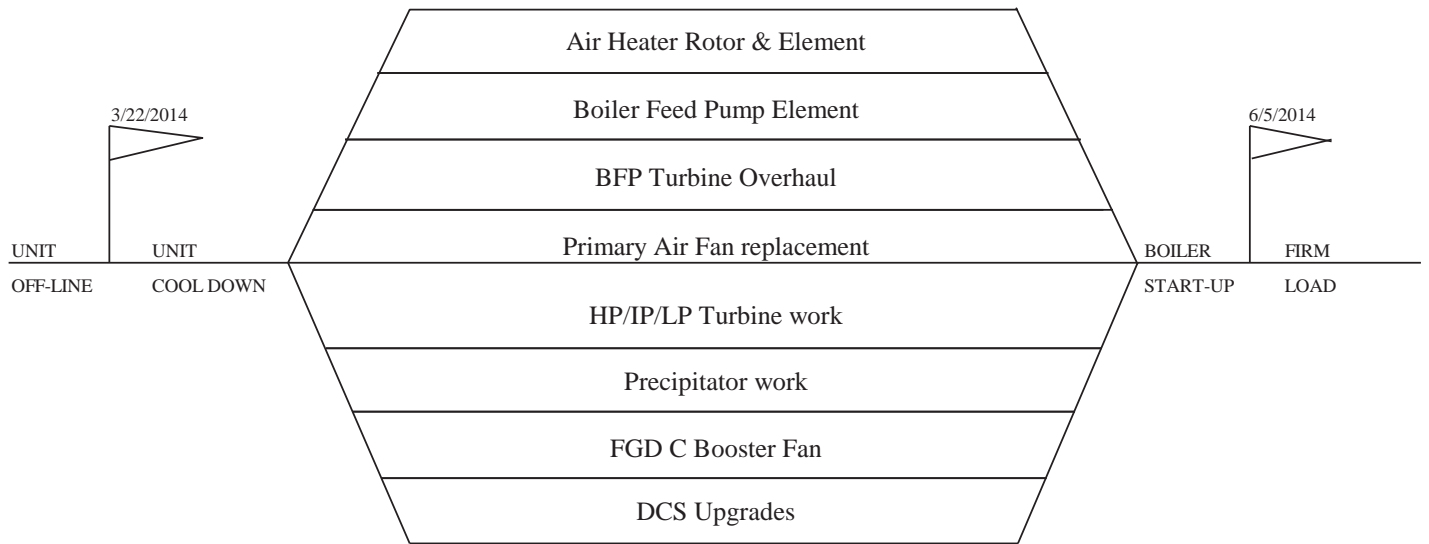 Air Heater Rotor & Element
Boiler Feed Pump Element
3/22/2014
6/5/2014
BFP Turbine Overhaul
UNIT
UNIT
Primary Air Fan replacement
BOILER
FIRM
OFF-LINE
COOL DOWN
START-UP
LOAD
HP/IP/LP Turbine work
Precipitator work
FGD C Booster Fan
DCS Upgrades